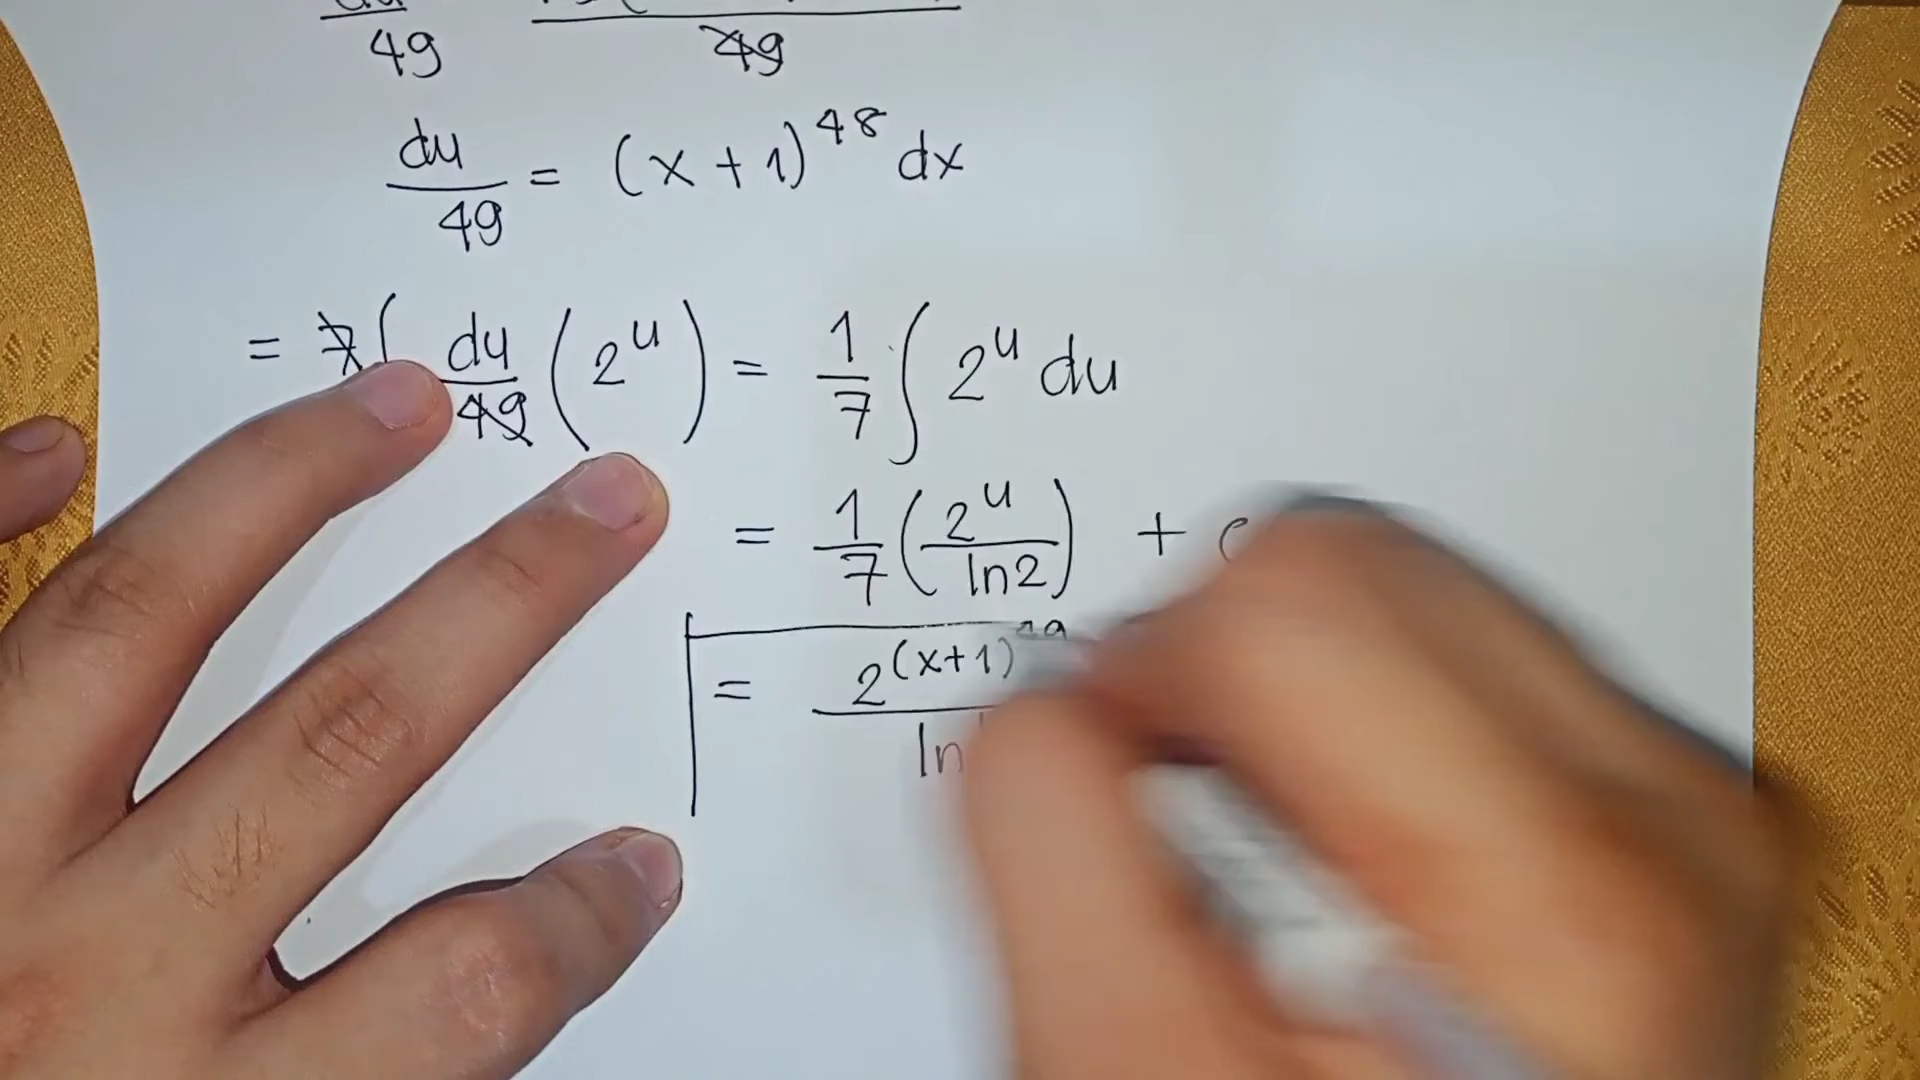 49 49
du/49 = (x + 1)^48 dx
= 7∫ du/49 (2^u) = 1/7 ∫ 2^u du
= 1/7 (2^u/ln2) + c
= 2^(x+1)^49/ln